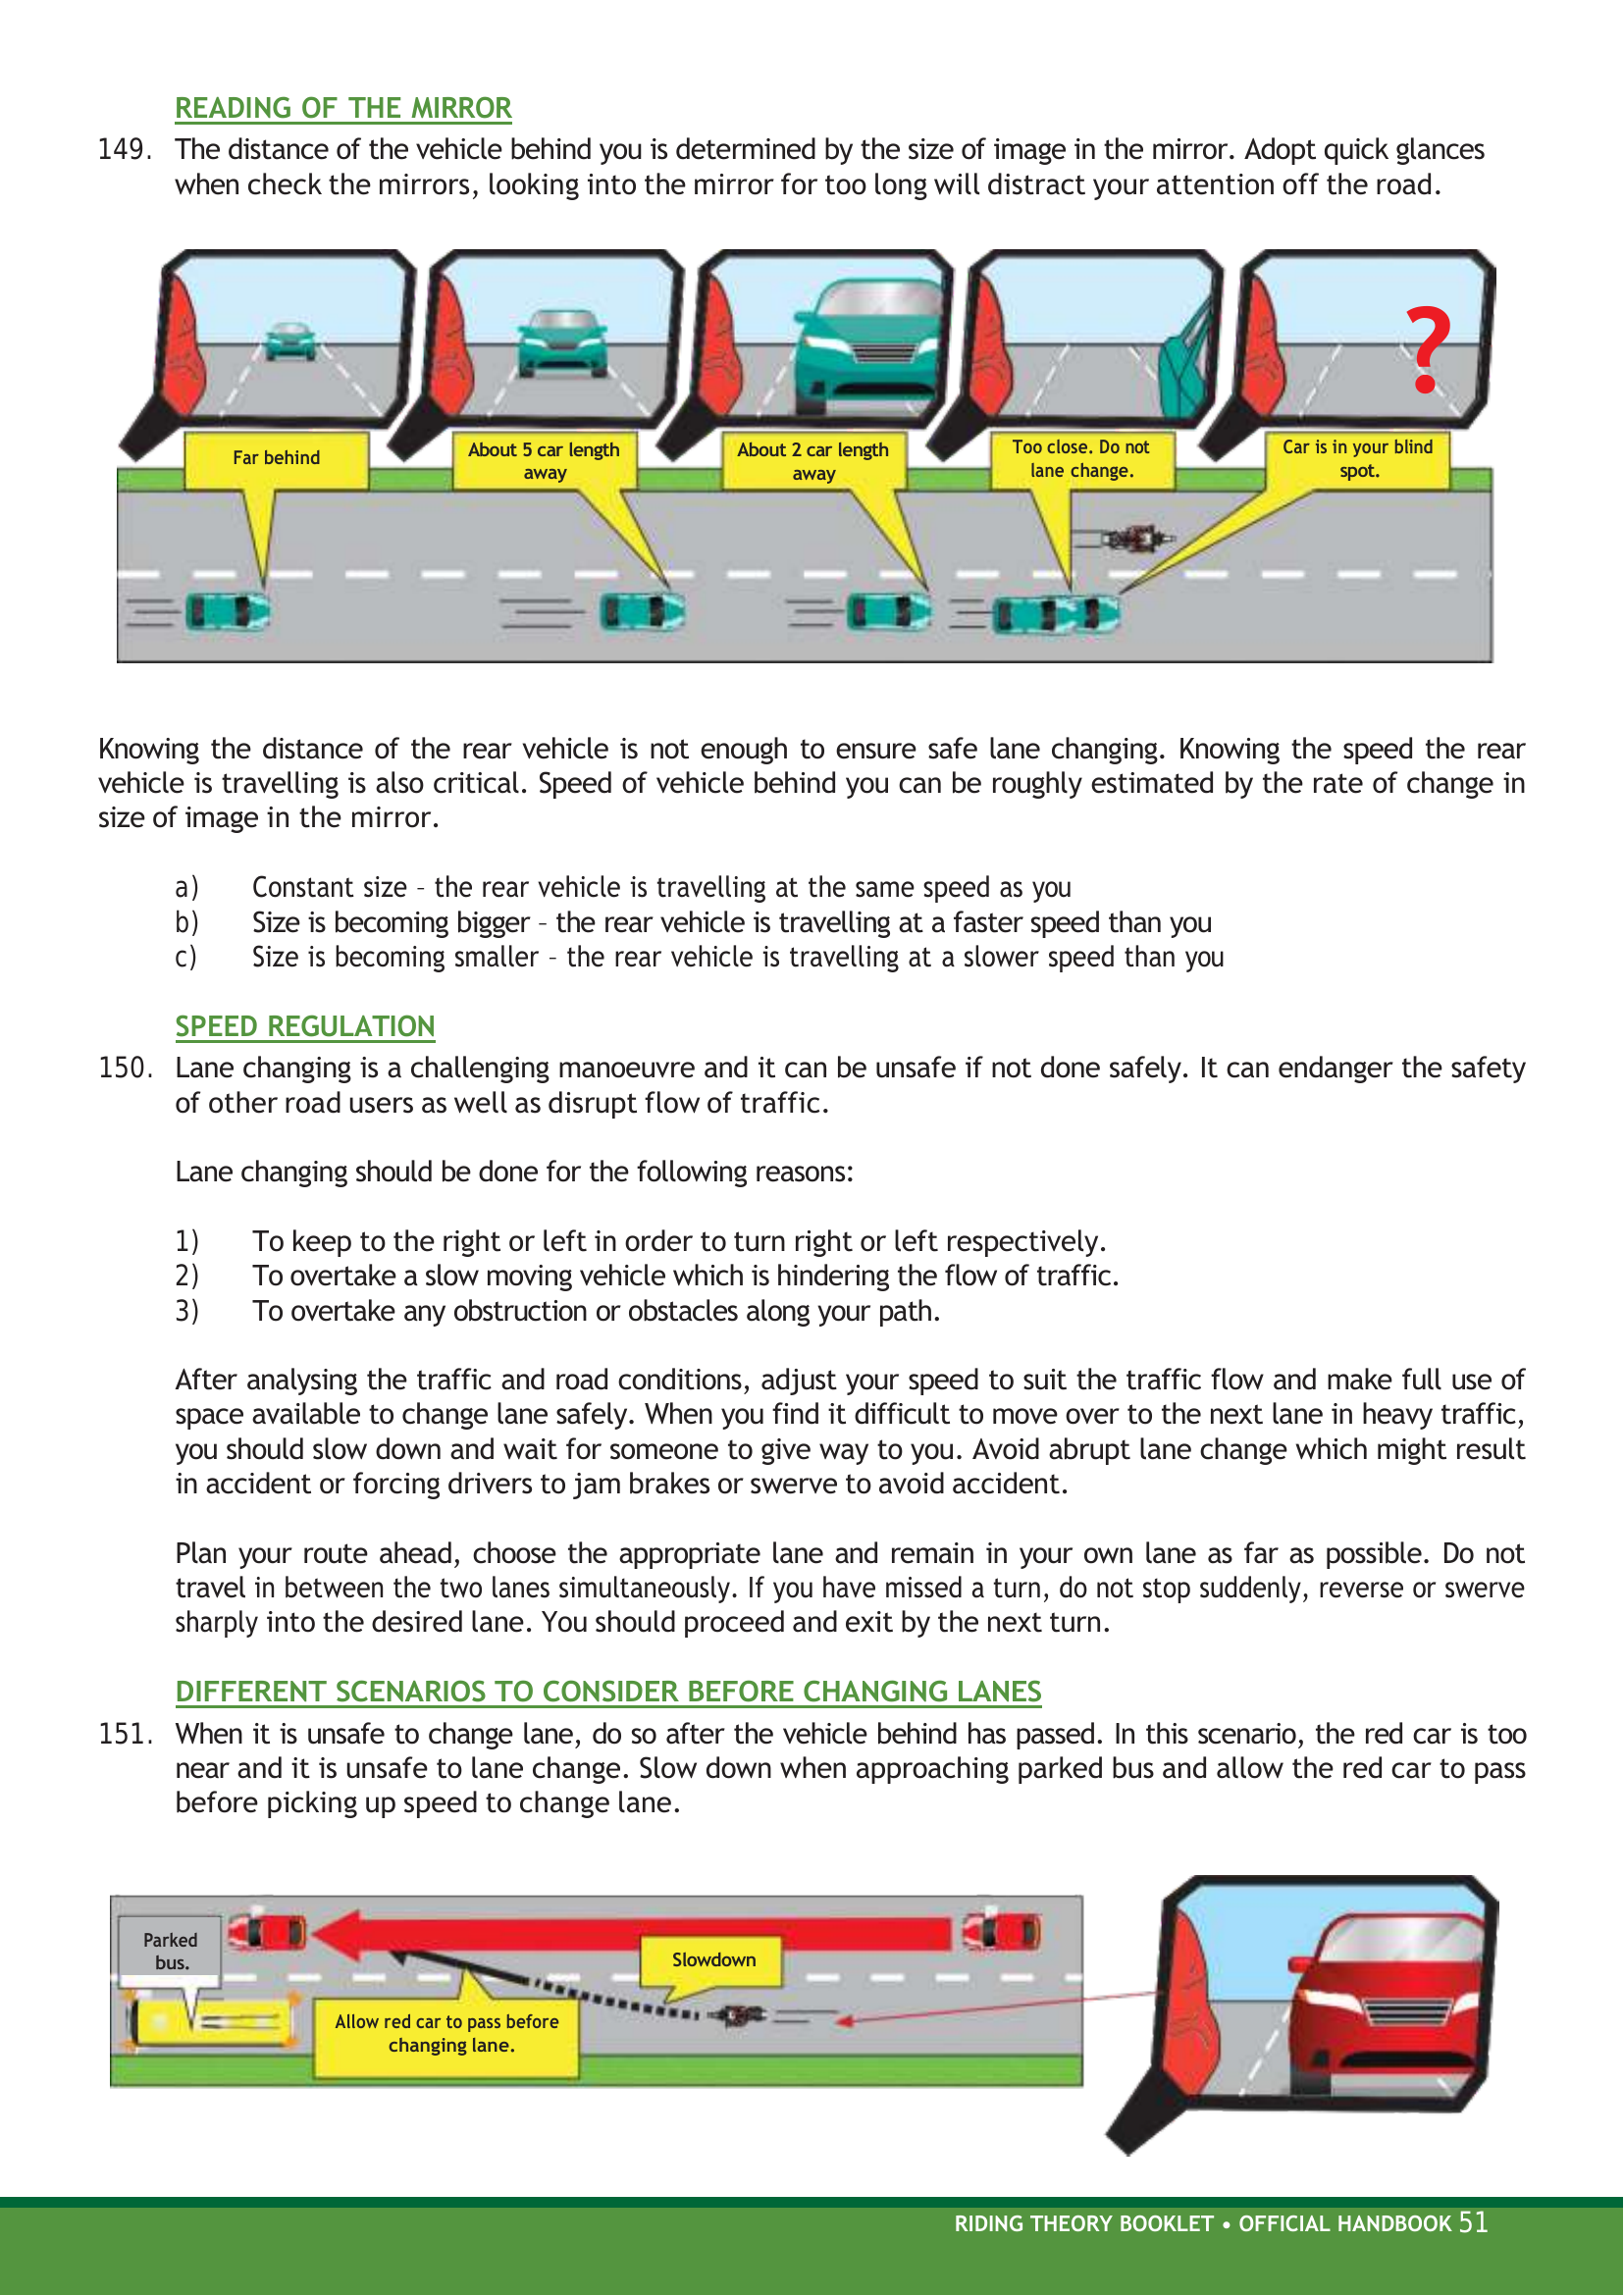 READING OF THE MIRROR
149. The distance of the vehicle behind you is determined by the size of image in the mirror. Adopt quick glances
when check the mirrors, looking into the mirror for too long will distract your attention off the road.
?
Far behind
About 5 car length
away
About 2 car length
away
Too close. Do not
lane change.
Car is in your blind
spot.
Knowing the distance of the rear vehicle is not enough to ensure safe lane changing. Knowing the speed the rear
vehicle is travelling is also critical. Speed of vehicle behind you can be roughly estimated by the rate of change in
size of image in the mirror.
a) Constant size – the rear vehicle is travelling at the same speed as you
b) Size is becoming bigger – the rear vehicle is travelling at a faster speed than you
c) Size is becoming smaller – the rear vehicle is travelling at a slower speed than you
SPEED REGULATION
150. Lane changing is a challenging manoeuvre and it can be unsafe if not done safely. It can endanger the safety
of other road users as well as disrupt flow of traffic.
Lane changing should be done for the following reasons:
1) To keep to the right or left in order to turn right or left respectively.
2) To overtake a slow moving vehicle which is hindering the flow of traffic.
3) To overtake any obstruction or obstacles along your path.
After analysing the traffic and road conditions, adjust your speed to suit the traffic flow and make full use of
space available to change lane safely. When you find it difficult to move over to the next lane in heavy traffic,
you should slow down and wait for someone to give way to you. Avoid abrupt lane change which might result
in accident or forcing drivers to jam brakes or swerve to avoid accident.
Plan your route ahead, choose the appropriate lane and remain in your own lane as far as possible. Do not
travel in between the two lanes simultaneously. If you have missed a turn, do not stop suddenly, reverse or swerve
sharply into the desired lane. You should proceed and exit by the next turn.
DIFFERENT SCENARIOS TO CONSIDER BEFORE CHANGING LANES
151. When it is unsafe to change lane, do so after the vehicle behind has passed. In this scenario, the red car is too
near and it is unsafe to lane change. Slow down when approaching parked bus and allow the red car to pass
before picking up speed to change lane.
Parked
bus.
Slowdown
Allow red car to pass before
changing lane.
RIDING THEORY BOOKLET • OFFICIAL HANDBOOK 51